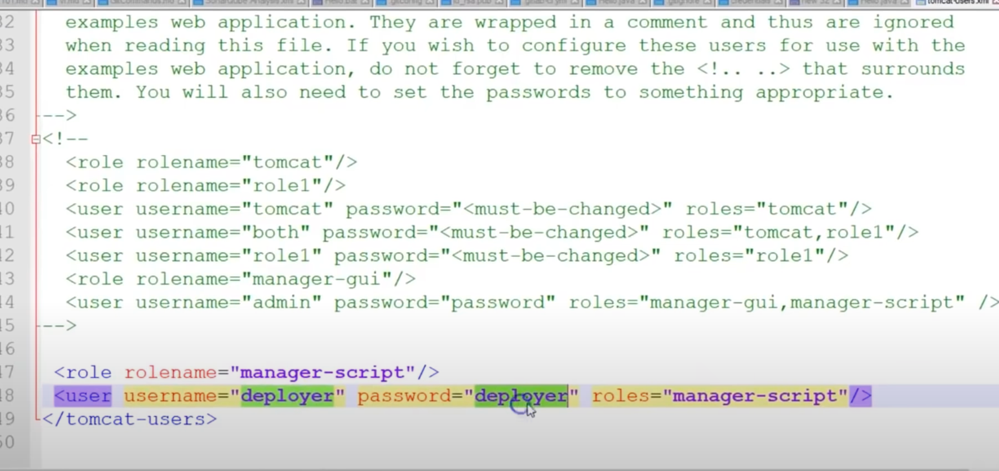 examples web application. They are wrapped in a comment and thus are ignored
when reading this file. If you wish to configure these users for use with the
examples web application, do not forget to remove the <!.. ..> that surrounds
them. You will also need to set the passwords to something appropriate.
-->
<!--
<role rolename="tomcat"/>
<role rolename="role1"/>
<user username="tomcat" password="<must-be-changed>" roles="tomcat"/>
<user username="both" password="<must-be-changed>" roles="tomcat,role1"/>
<user username="role1" password="<must-be-changed>" roles="role1"/>
<role rolename="manager-gui"/>
<user username="admin" password="password" roles="manager-gui,manager-script" />
-->
<role rolename="manager-script"/>
<user username="deployer" password="deployer" roles="manager-script"/>
</tomcat-users>